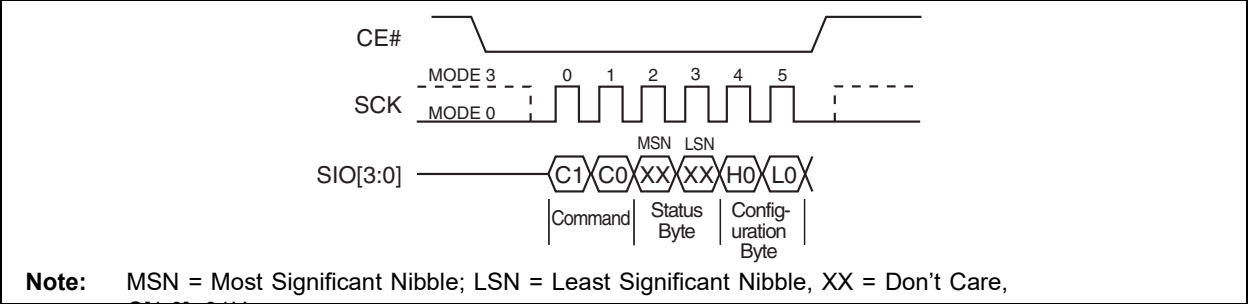 CE#
MODE 3 0 1 2 3 4 5
SCK
MODE 0
MSN LSN
SIO[3:0] C1 C0 XX XX H0 L0
Command Status Byte Config-uration Byte
Note: MSN = Most Significant Nibble; LSN = Least Significant Nibble, XX = Don't Care,